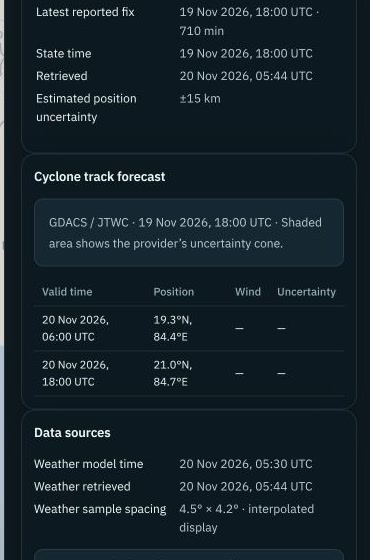 Latest reported fix 19 Nov 2026, 18:00 UTC ·
710 min
State time 19 Nov 2026, 18:00 UTC
Retrieved 20 Nov 2026, 05:44 UTC
Estimated position ±15 km
uncertainty
Cyclone track forecast
GDACS / JTWC · 19 Nov 2026, 18:00 UTC · Shaded
area shows the provider’s uncertainty cone.
Valid time Position Wind Uncertainty
20 Nov 2026, 19.3°N,
06:00 UTC 84.4°E — —
20 Nov 2026, 21.0°N,
18:00 UTC 84.7°E — —
Data sources
Weather model time 20 Nov 2026, 05:30 UTC
Weather retrieved 20 Nov 2026, 05:44 UTC
Weather sample spacing 4.5° × 4.2° · interpolated
display